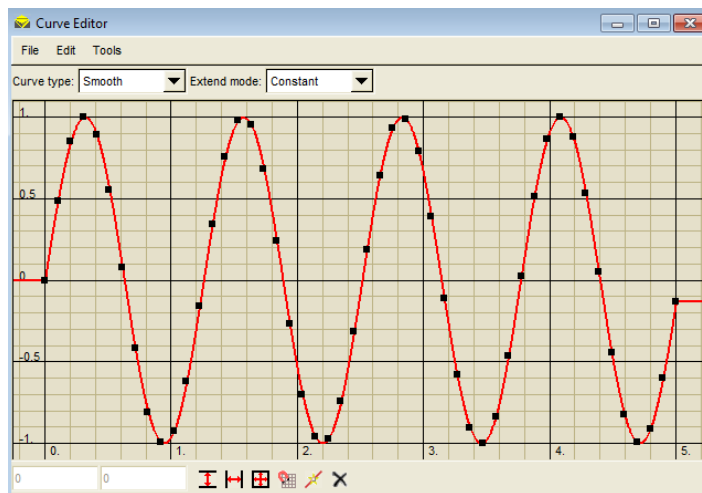 Curve Editor
File Edit Tools
Curve type: Smooth Extend mode: Constant
1.
0.5
0
-0.5
-1.
0. 1. 2. 3. 4. 5.
0 0